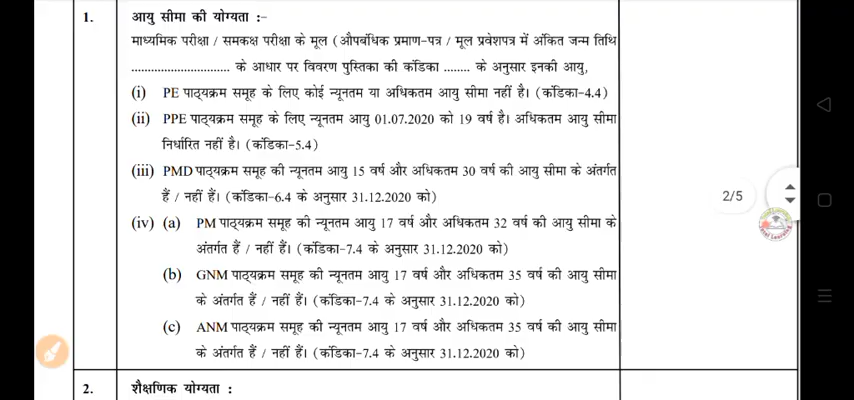 1. आयु सीमा की योग्यता :–
माध्यमिक परीक्षा / समकक्ष परीक्षा के मूल (औपबंधिक प्रमाण-पत्र / मूल प्रवेशपत्र में अंकित जन्म तिथि
.............................. के आधार पर विवरण पुस्तिका की कंडिका ........ के अनुसार इनकी आयु,
(i) PE पाठ्यक्रम समूह के लिए कोई न्यूनतम या अधिकतम आयु सीमा नहीं है। (कंडिका-4.4)
(ii) PPE पाठ्यक्रम समूह के लिए न्यूनतम आयु 01.07.2020 को 19 वर्ष है। अधिकतम आयु सीमा
निर्धारित नहीं है। (कंडिका-5.4)
(iii) PMD पाठ्यक्रम समूह की न्यूनतम आयु 15 वर्ष और अधिकतम 30 वर्ष की आयु सीमा के अंतर्गत
हैं / नहीं हैं। (कंडिका-6.4 के अनुसार 31.12.2020 को)
(iv) (a) PM पाठ्यक्रम समूह की न्यूनतम आयु 17 वर्ष और अधिकतम 32 वर्ष की आयु सीमा के
अंतर्गत हैं / नहीं हैं। (कंडिका-7.4 के अनुसार 31.12.2020 को)
(b) GNM पाठ्यक्रम समूह की न्यूनतम आयु 17 वर्ष और अधिकतम 35 वर्ष की आयु सीमा
के अंतर्गत हैं / नहीं हैं। (कंडिका-7.4 के अनुसार 31.12.2020 को)
(c) ANM पाठ्यक्रम समूह की न्यूनतम आयु 17 वर्ष और अधिकतम 35 वर्ष की आयु सीमा
के अंतर्गत हैं / नहीं हैं। (कंडिका-7.4 के अनुसार 31.12.2020 को)
2. शैक्षणिक योग्यता :
2/5